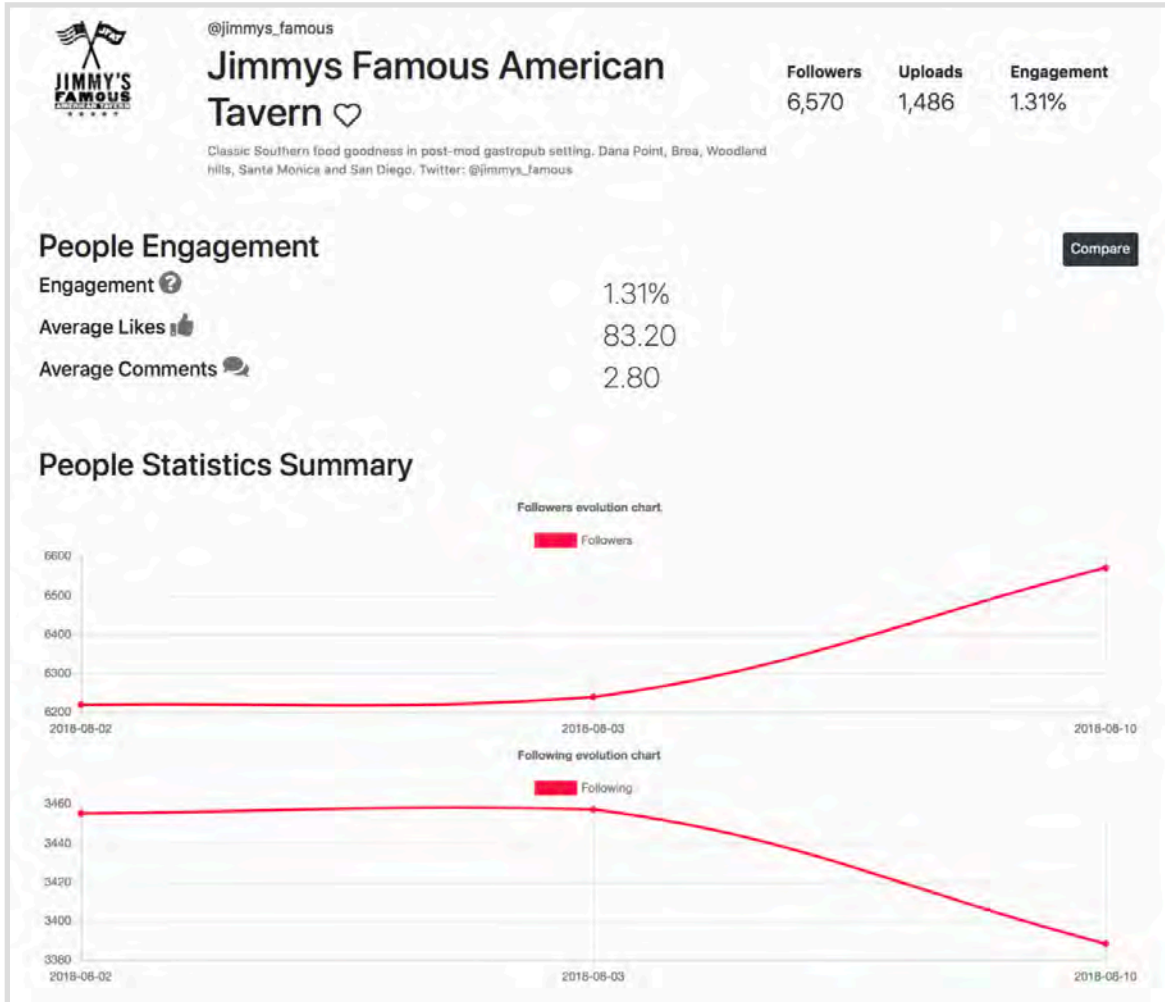 @jimmys_famous
JIMMY'S
FAMOUS
AMERICAN TAVERN
Jimmys Famous American
Tavern
Followers Uploads Engagement
6,570 1,486 1.31%
Classic Southern food goodness in post-mod gastropub setting. Dana Point, Brea, Woodland
hills, Santa Monica and San Diego. Twitter: @jimmys_famous
People Engagement
Compare
Engagement ?
1.31%
Average Likes
83.20
Average Comments
2.80
People Statistics Summary
Followers evolution chart
Followers
6600
6500
6400
6300
6200
2018-08-02 2018-08-03 2018-08-10
Following evolution chart
Following
3460
3440
3420
3400
3380
2018-08-02 2018-08-03 2018-08-10